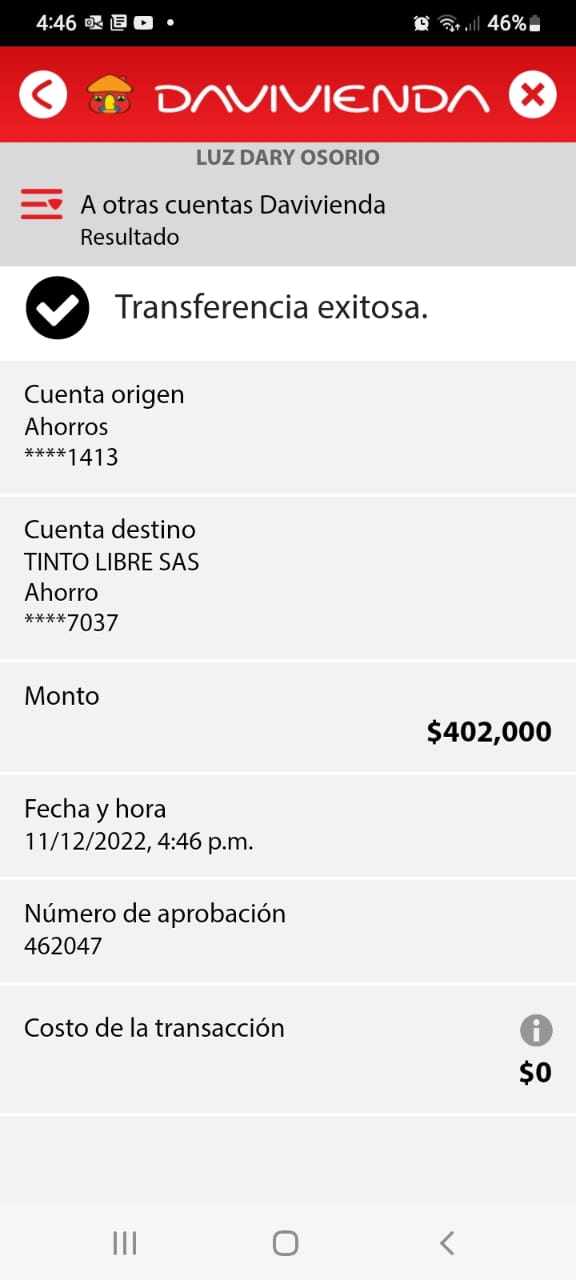 4:46
46%
DAVIVIENDA
LUZ DARY OSORIO
A otras cuentas Davivienda
Resultado
Transferencia exitosa.
Cuenta origen
Ahorros
****1413
Cuenta destino
TINTO LIBRE SAS
Ahorro
****7037
Monto
$402,000
Fecha y hora
11/12/2022, 4:46 p.m.
Número de aprobación
462047
Costo de la transacción
$0